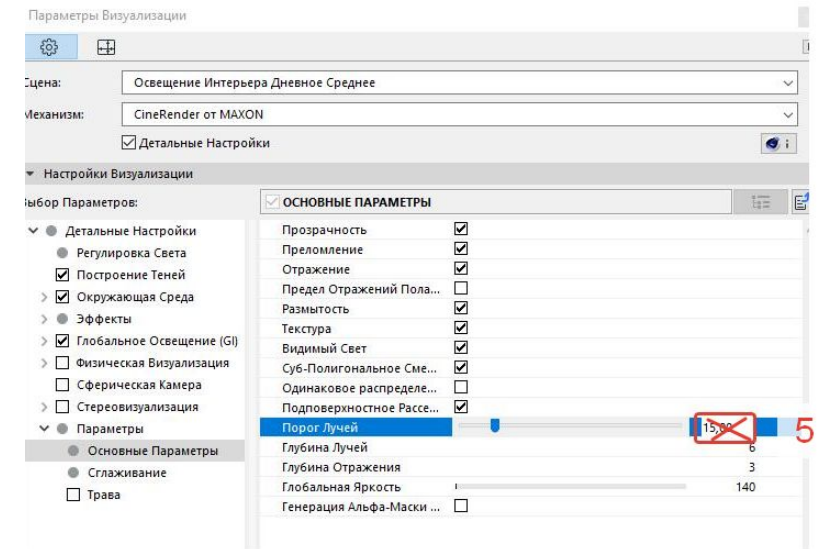 Параметры Визуализации
Сцена:
Освещение Интерьера Дневное Среднее
Механизм:
CineRender от MAXON
Детальные Настройки
i
Настройки Визуализации
Выбор Параметров:
ОСНОВНЫЕ ПАРАМЕТРЫ
Детальные Настройки
Регулировка Света
Построение Теней
Окружающая Среда
Эффекты
Глобальное Освещение (GI)
Физическая Визуализация
Сферическая Камера
Стереовизуализация
Параметры
Основные Параметры
Сглаживание
Трава
Прозрачность
Преломление
Отражение
Предел Отражений Пола...
Размытость
Текстура
Видимый Свет
Суб-Полигональное Сме...
Одинаковое распределе...
Подповерхностное Рассе...
Порог Лучей 15,00 5
Глубина Лучей 6
Глубина Отражения 3
Глобальная Яркость 140
Генерация Альфа-Маски ...